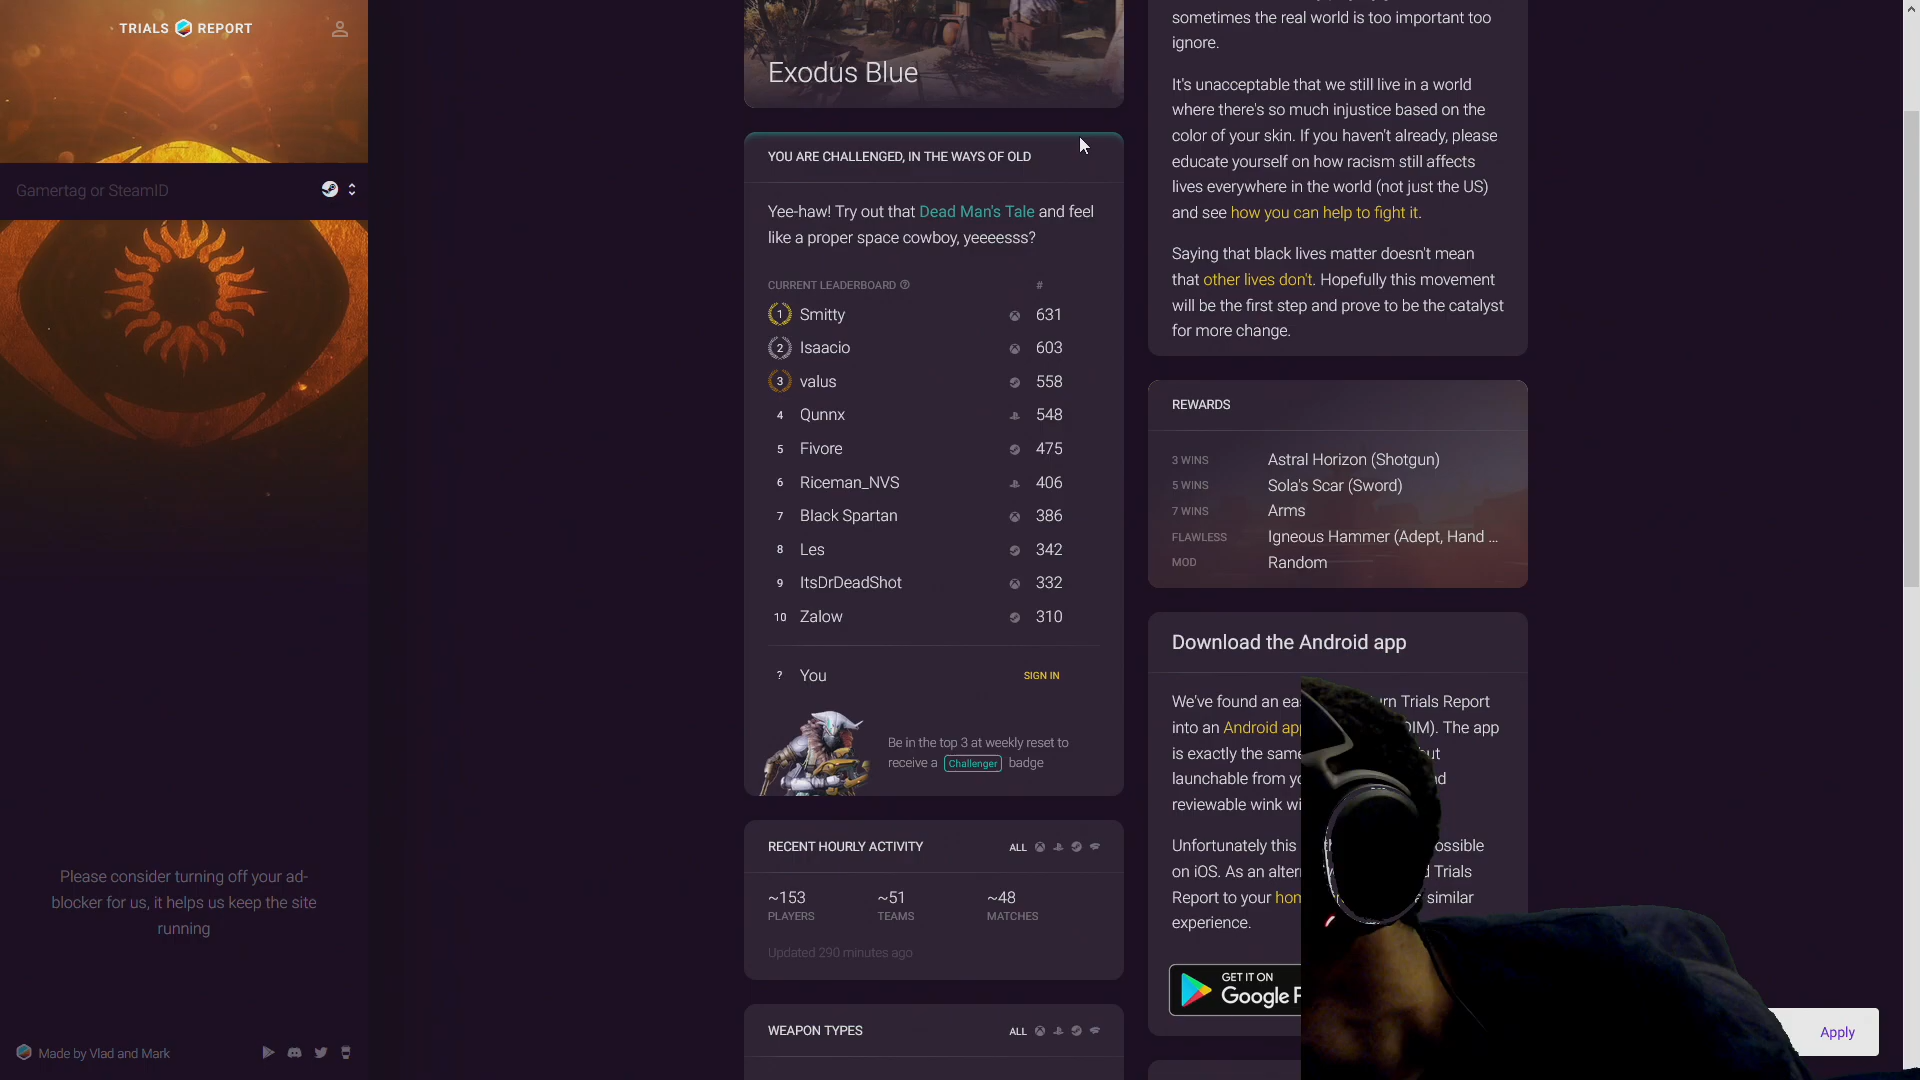 TRIALS REPORT
Gamertag or SteamID
Please consider turning off your ad-
blocker for us, it helps us keep the site
running
Made by Vlad and Mark
Exodus Blue
YOU ARE CHALLENGED, IN THE WAYS OF OLD
Yee-haw! Try out that Dead Man's Tale and feel
like a proper space cowboy, yeeeesss?
CURRENT LEADERBOARD #
1 Smitty 631
2 Isaacio 603
3 valus 558
4 Qunnx 548
5 Fivore 475
6 Riceman_NVS 406
7 Black Spartan 386
8 Les 342
9 ItsDrDeadShot 332
10 Zalow 310
? You SIGN IN
Be in the top 3 at weekly reset to
receive a Challenger badge
RECENT HOURLY ACTIVITY ALL
~153 ~51 ~48
PLAYERS TEAMS MATCHES
Updated 290 minutes ago
WEAPON TYPES ALL
sometimes the real world is too important too
ignore.
It's unacceptable that we still live in a world
where there's so much injustice based on the
color of your skin. If you haven't already, please
educate yourself on how racism still affects
lives everywhere in the world (not just the US)
and see how you can help to fight it.
Saying that black lives matter doesn't mean
that other lives don't. Hopefully this movement
will be the first step and prove to be the catalyst
for more change.
REWARDS
3 WINS Astral Horizon (Shotgun)
5 WINS Sola's Scar (Sword)
7 WINS Arms
FLAWLESS Igneous Hammer (Adept, Hand ...
MOD Random
Download the Android app
We've found an Trials Report
into an Android The app
is exactly the
launchable from
reviewable wink
Unfortunately this
on iOS. As an Trials
Report to your similar
experience.
GET IT ON
Google
Apply